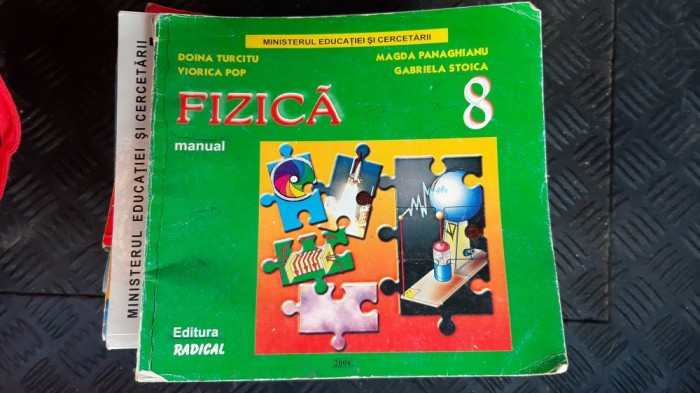 MINISTERUL EDUCAȚIEI ȘI CERCETĂRII
DOINA TURCITU
VIORICA POP
MAGDA PANAGHIANU
GABRIELA STOICA
FIZICĂ 8
manual
Editura
RADICAL
MINISTERUL EDUCAȚIEI ȘI CERCETĂRII